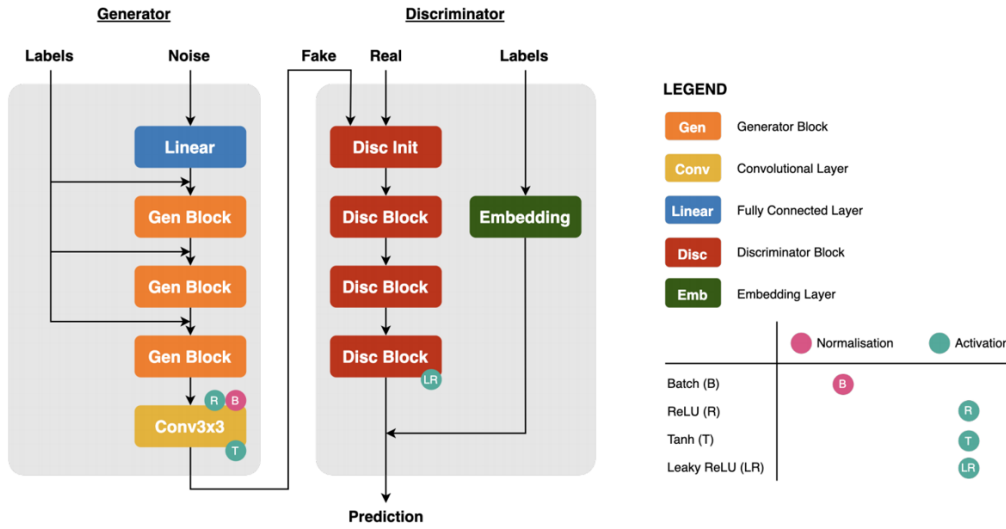 Generator
Discriminator
Labels
Noise
Fake
Real
Labels
Linear
Gen Block
Gen Block
Gen Block
R
B
Conv3x3
T
Disc Init
Disc Block
Disc Block
Disc Block
LR
Embedding
Prediction
LEGEND
Gen Generator Block
Conv Convolutional Layer
Linear Fully Connected Layer
Disc Discriminator Block
Emb Embedding Layer
Normalisation Activation
Batch (B) B
ReLU (R) R
Tanh (T) T
Leaky ReLU (LR) LR